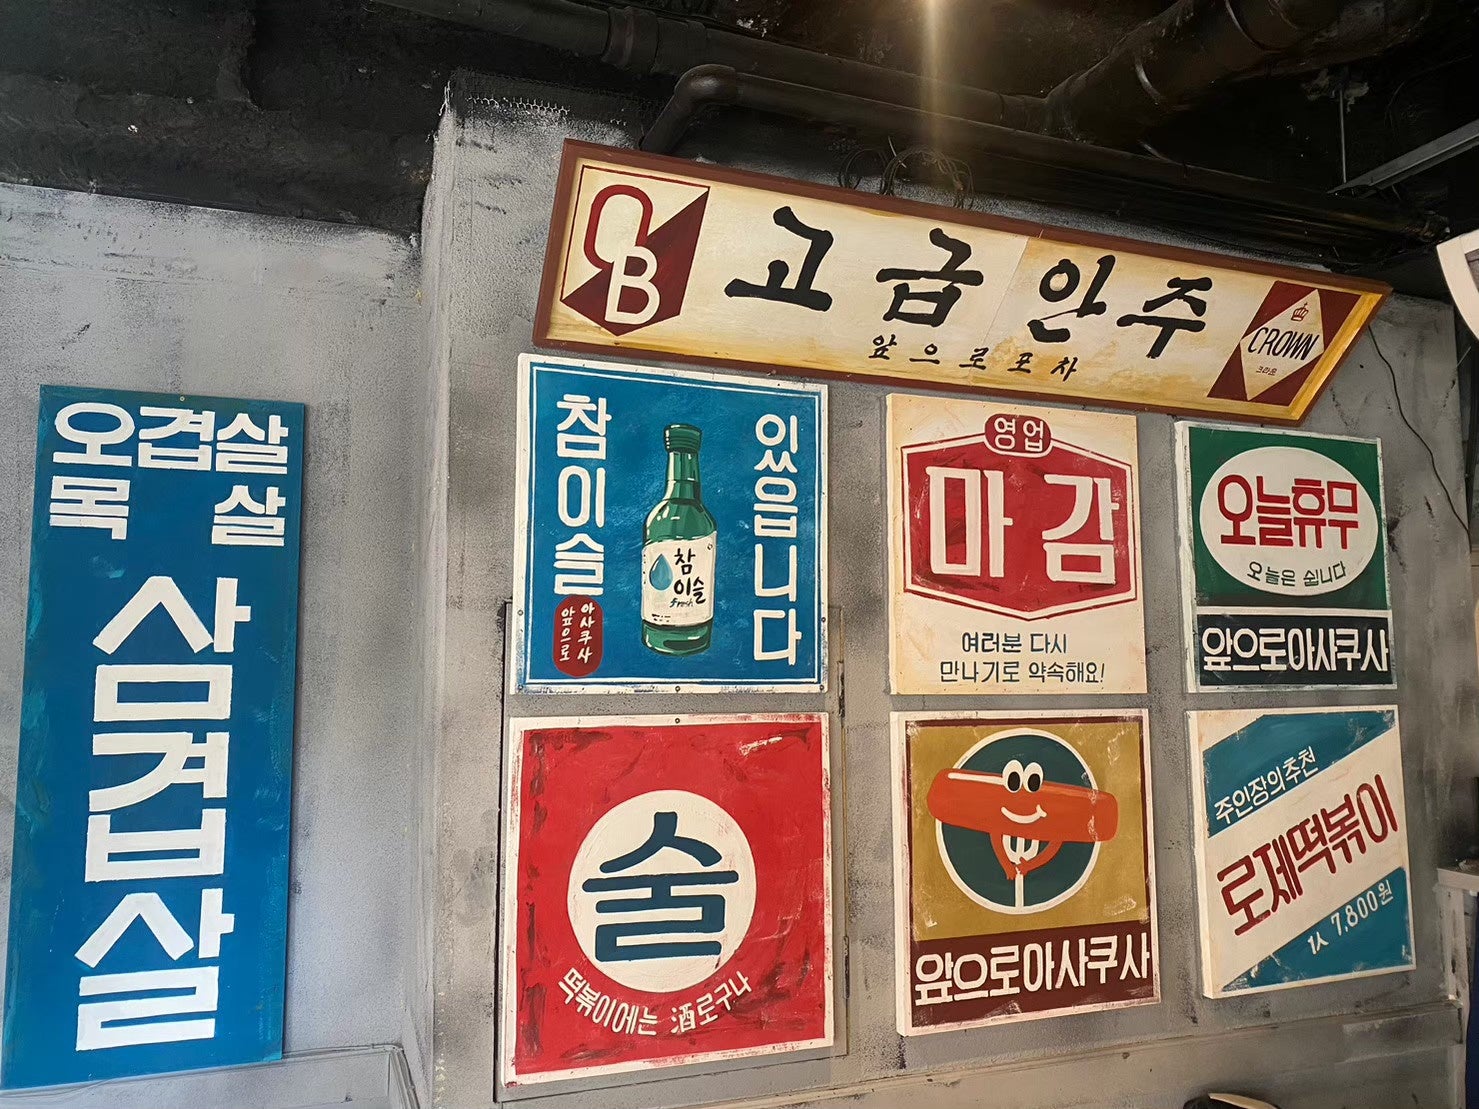 OB
고급안주
앞으로포차
CROWN
크라운
오겹살
목 살
삼겹살
참이슬
있읍니다
참이슬
fresh
앞으로
아사쿠사
영업
마감
여러분 다시
만나기로 약속해요!
오늘휴무
오늘은 쉽니다
앞으로아사쿠사
술
떡볶이에는 酒로구나
앞으로아사쿠사
주인장의추천
로제떡볶이
1人 7,800원